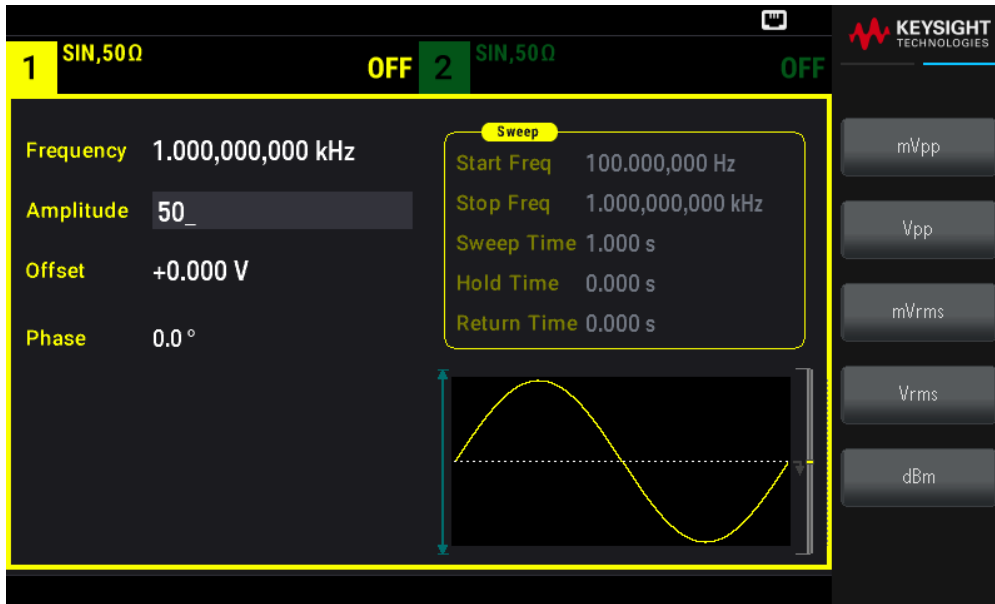 KEYSIGHT
TECHNOLOGIES
1 SIN,50Ω OFF 2 SIN,50Ω OFF
Frequency 1.000,000,000 kHz
Amplitude 50_
Offset +0.000 V
Phase 0.0 °
Sweep
Start Freq 100.000,000 Hz
Stop Freq 1.000,000,000 kHz
Sweep Time 1.000 s
Hold Time 0.000 s
Return Time 0.000 s
mVpp
Vpp
mVrms
Vrms
dBm